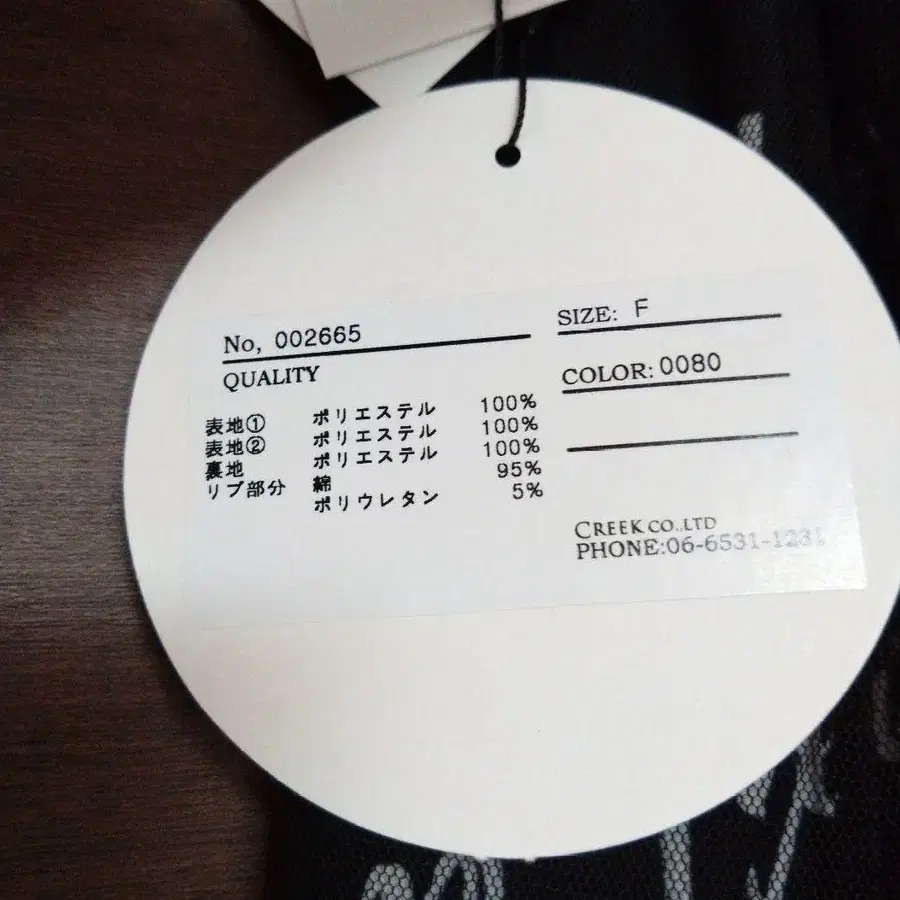 No, 002665
SIZE: F
QUALITY
COLOR: 0080
表地① ポリエステル 100%
表地② ポリエステル 100%
裏地 ポリエステル 100%
リブ部分 綿 95%
ポリウレタン 5%
CREEK CO.,LTD
PHONE:06-6531-1231